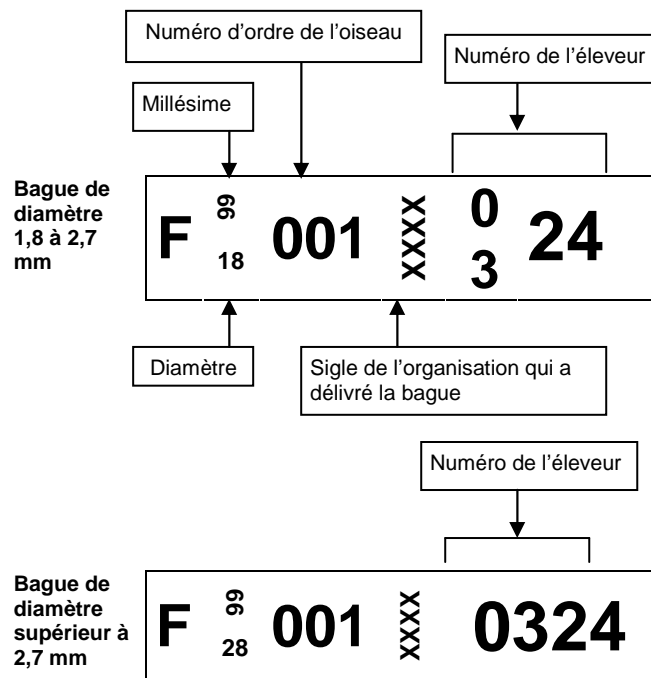 Numéro d’ordre de l’oiseau
Numéro de l’éleveur
Millésime
Bague de
diamètre
1,8 à 2,7
mm
F 99 18 001 XXXX 0 3 24
Diamètre
Sigle de l’organisation qui a
délivré la bague
Numéro de l’éleveur
Bague de
diamètre
supérieur à
2,7 mm
F 99 28 001 XXXX 0324